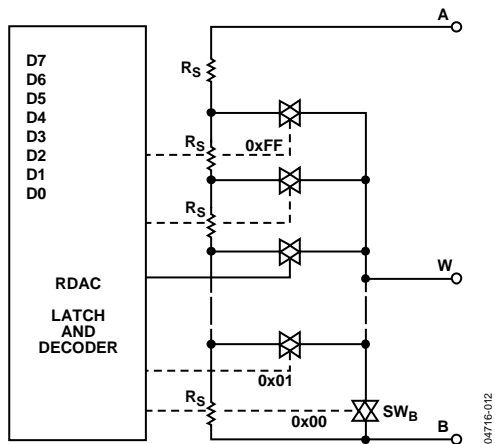 A
D7
D6
D5
D4
D3
D2
D1
D0
RS
RS
0xFF
RS
W
RDAC
LATCH
AND
DECODER
0x01
RS
0x00
SWB
B
04716-012